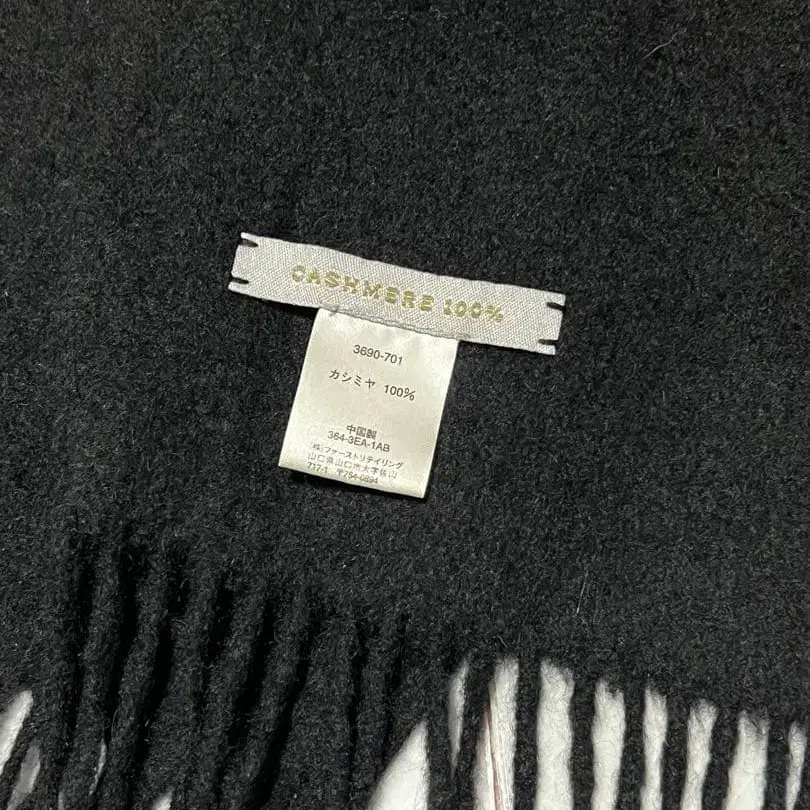 CASHMERE 100%
3690-701
カシミヤ 100%
中国製
364-3EA-1AB
(株)ファーストリテイリング
山口県山口市大字佐山
717-1 〒754-0894